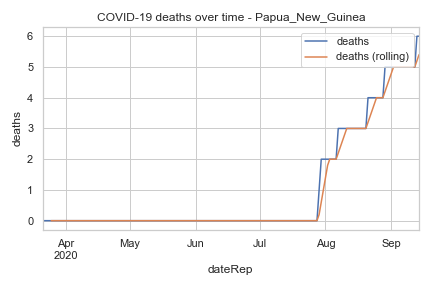 COVID-19 deaths over time - Papua_New_Guinea
deaths
deaths (rolling)
6
5
4
3
2
1
0
deaths
Apr
2020
May
Jun
Jul
Aug
Sep
dateRep